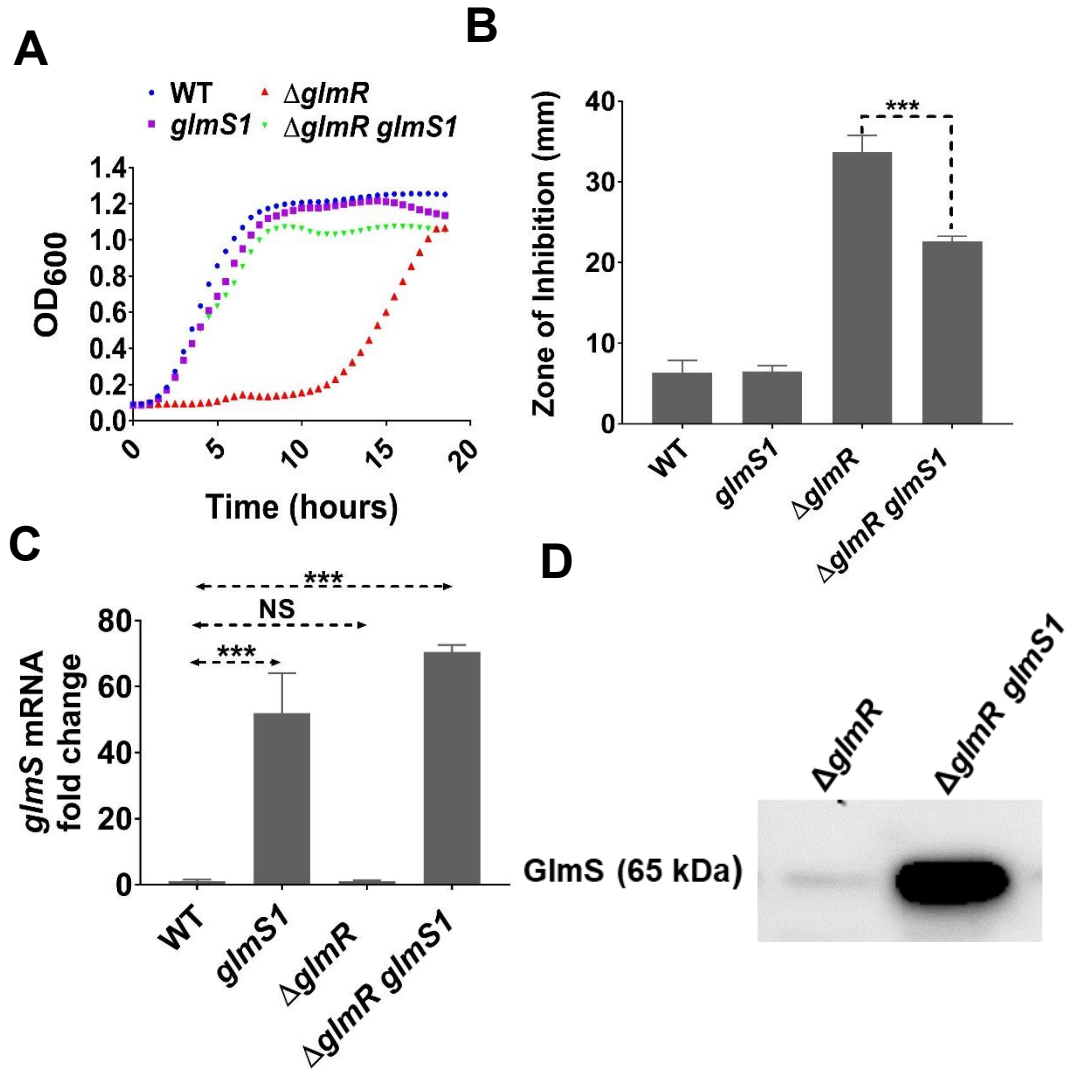 A
WT ΔglmR
glmS1 ΔglmR glmS1
1.4
1.2
1.0
0.8
0.6
0.4
0.2
0.0
OD600
0 5 10 15 20
Time (hours)
B
***
40
30
20
10
0
Zone of Inhibition (mm)
WT glmS1 ΔglmR ΔglmR glmS1
C
***
NS
***
80
60
40
20
0
glmS mRNA
fold change
WT glmS1 ΔglmR ΔglmR glmS1
D
ΔglmR ΔglmR glmS1
GlmS (65 kDa)